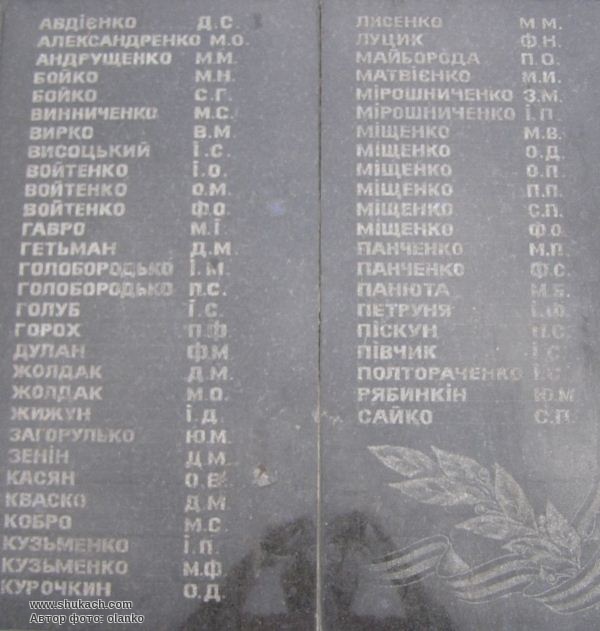 АВДІЄНКО Д.С.
АЛЕКСАНДРЕНКО М.О.
АНДРУЩЕНКО М.М.
БОЙКО М.Н.
БОЙКО С.Г.
ВИННИЧЕНКО М.С.
ВИРКО В.М.
ВИСОЦЬКИЙ І.С.
ВОЙТЕНКО І.О.
ВОЙТЕНКО О.М.
ВОЙТЕНКО Ф.О.
ГАВРО М.І.
ГЕТЬМАН Д.М.
ГОЛОБОРОДЬКО І.М.
ГОЛОБОРОДЬКО П.С.
ГОЛУБ І.С.
ГОРОХ П.Ф.
ДУЛАН Ф.М.
ЖОЛДАК Д.М.
ЖОЛДАК М.О.
ЖИЖУН І.Д.
ЗАГОРУЛЬКО Ю.М.
ЗЕНІН Д.М.
КАСЯН
КВАСКО Д.М.
КОБРО М.С.
КУЗЬМЕНКО І.П.
КУЗЬМЕНКО М.Ф.
КУРОЧКИН О.Д.
ЛИСЕНКО М.М.
ЛУЦИК Ф.Н.
МАЙБОРОДА П.О.
МАТВІЄНКО М.И.
МІРОШНИЧЕНКО З.М.
МІРОШНИЧЕНКО І.П.
МІЩЕНКО М.В.
МІЩЕНКО О.Д.
МІЩЕНКО О.П.
МІЩЕНКО П.П.
МІЩЕНКО С.П.
МІЩЕНКО Ф.О.
ПАНЧЕНКО М.П.
ПАНЧЕНКО Ф.С.
ПАНЮТА
ПЕТРУНЯ
ПІСКУН
ПІВЧИК І.С.
ПОЛТОРАЧЕНКО І.С.
РЯБИНКІН Ю.М.
САЙКО С.П.
www.shukach.com
Автор фото: olanko